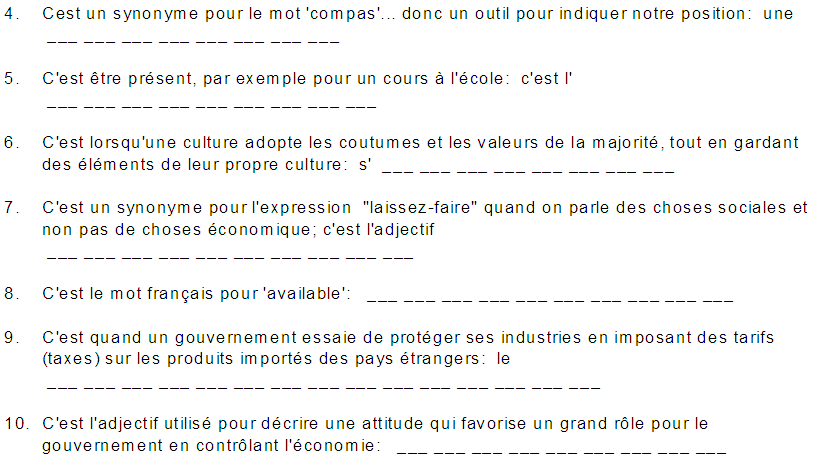 4. Cest un synonyme pour le mot 'compas'... donc un outil pour indiquer notre position: une
___ ___ ___ ___ ___ ___ ___ ___
5. C'est être présent, par exemple pour un cours à l'école: c'est l'
___ ___ ___ ___ ___ ___ ___ ___ ___
6. C'est lorsqu'une culture adopte les coutumes et les valeurs de la majorité, tout en gardant
des éléments de leur propre culture: s' ___ ___ ___ ___ ___ ___ ___ ___
7. C'est un synonyme pour l'expression "laissez-faire" quand on parle des choses sociales et
non pas de choses économique; c'est l'adjectif
___ ___ ___ ___ ___ ___ ___ ___ ___ ___
8. C'est le mot français pour 'available': ___ ___ ___ ___ ___ ___ ___ ___ ___ ___
9. C'est quand un gouvernement essaie de protéger ses industries en imposant des tarifs
(taxes) sur les produits importés des pays étrangers: le
___ ___ ___ ___ ___ ___ ___ ___ ___ ___ ___ ___ ___ ___ ___
10. C'est l'adjectif utilisé pour décrire une attitude qui favorise un grand rôle pour le
gouvernement en contrôlant l'économie: ___ ___ ___ ___ ___ ___ ___ ___ ___